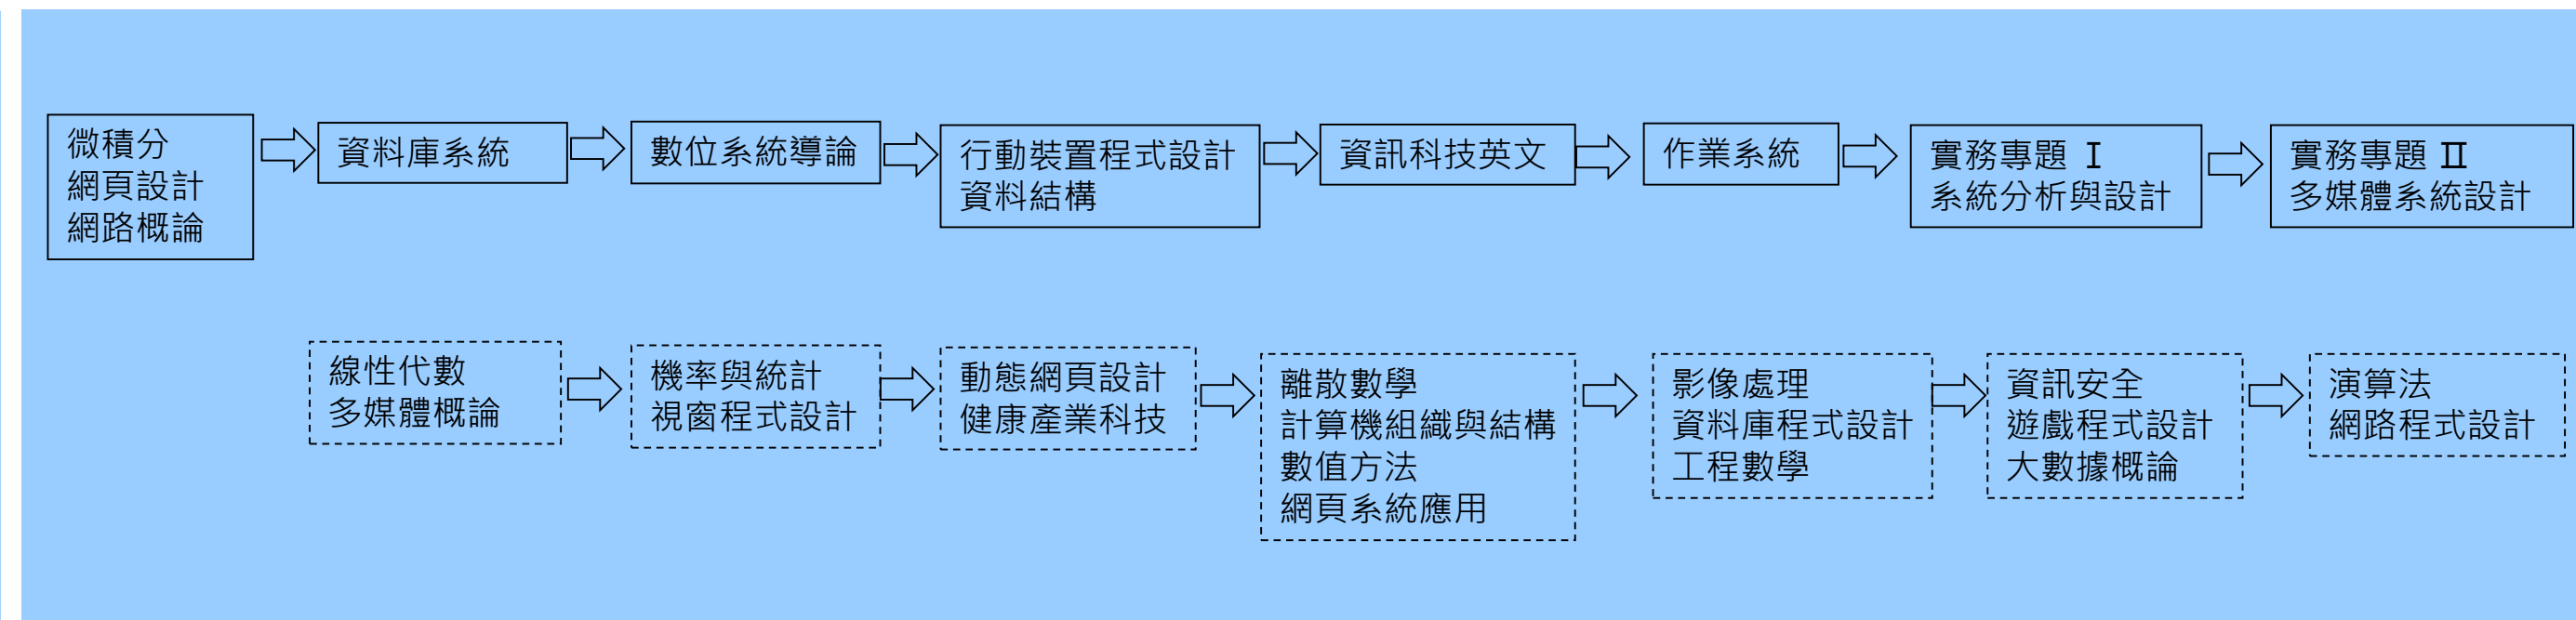 微積分
網頁設計
網路概論
資料庫系統
數位系統導論
行動裝置程式設計
資料結構
資訊科技英文
作業系統
實務專題 Ⅰ
系統分析與設計
實務專題 Ⅱ
多媒體系統設計
線性代數
多媒體概論
機率與統計
視窗程式設計
動態網頁設計
健康產業科技
離散數學
計算機組織與結構
數值方法
網頁系統應用
影像處理
資料庫程式設計
工程數學
資訊安全
遊戲程式設計
大數據概論
演算法
網路程式設計